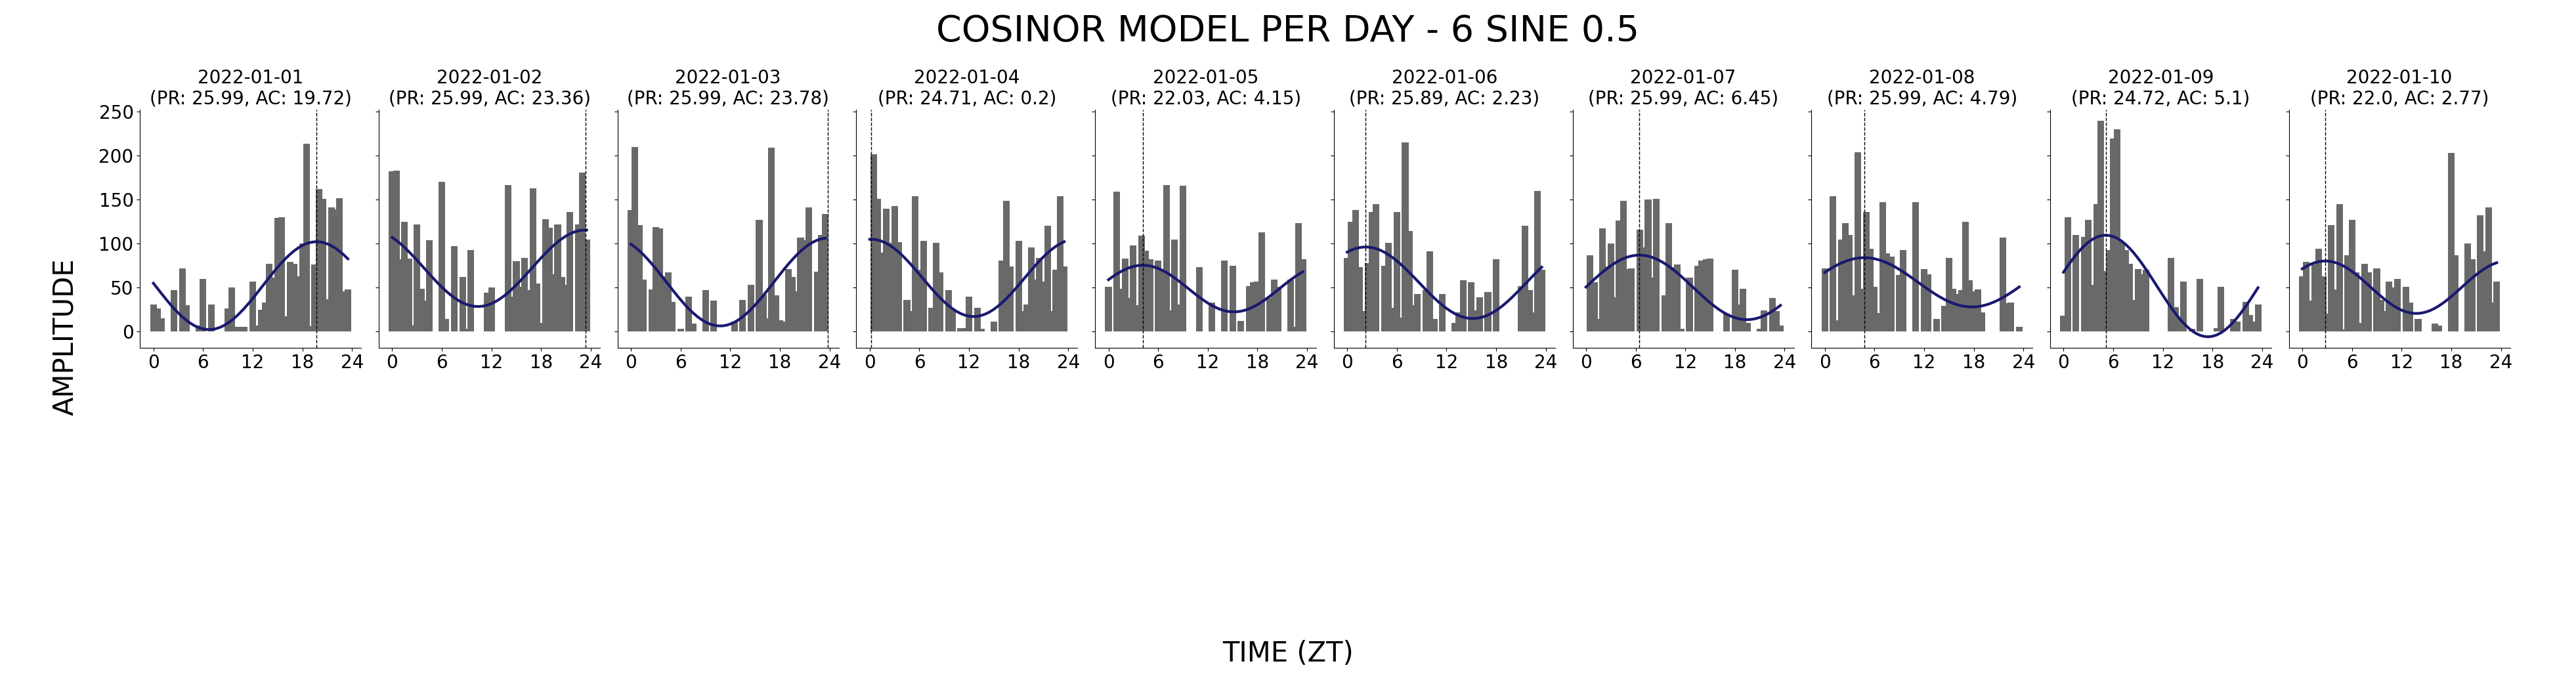 COSINOR MODEL PER DAY - 6 SINE 0.5
2022-01-01
(PR: 25.99, AC: 19.72)
2022-01-02
(PR: 25.99, AC: 23.36)
2022-01-03
(PR: 25.99, AC: 23.78)
2022-01-04
(PR: 24.71, AC: 0.2)
2022-01-05
(PR: 22.03, AC: 4.15)
2022-01-06
(PR: 25.89, AC: 2.23)
2022-01-07
(PR: 25.99, AC: 6.45)
2022-01-08
(PR: 25.99, AC: 4.79)
2022-01-09
(PR: 24.72, AC: 5.1)
2022-01-10
(PR: 22.0, AC: 2.77)
250
200
150
100
50
0
0 6 12 18 24
0 6 12 18 24
0 6 12 18 24
0 6 12 18 24
0 6 12 18 24
0 6 12 18 24
0 6 12 18 24
0 6 12 18 24
0 6 12 18 24
0 6 12 18 24
AMPLITUDE
TIME (ZT)